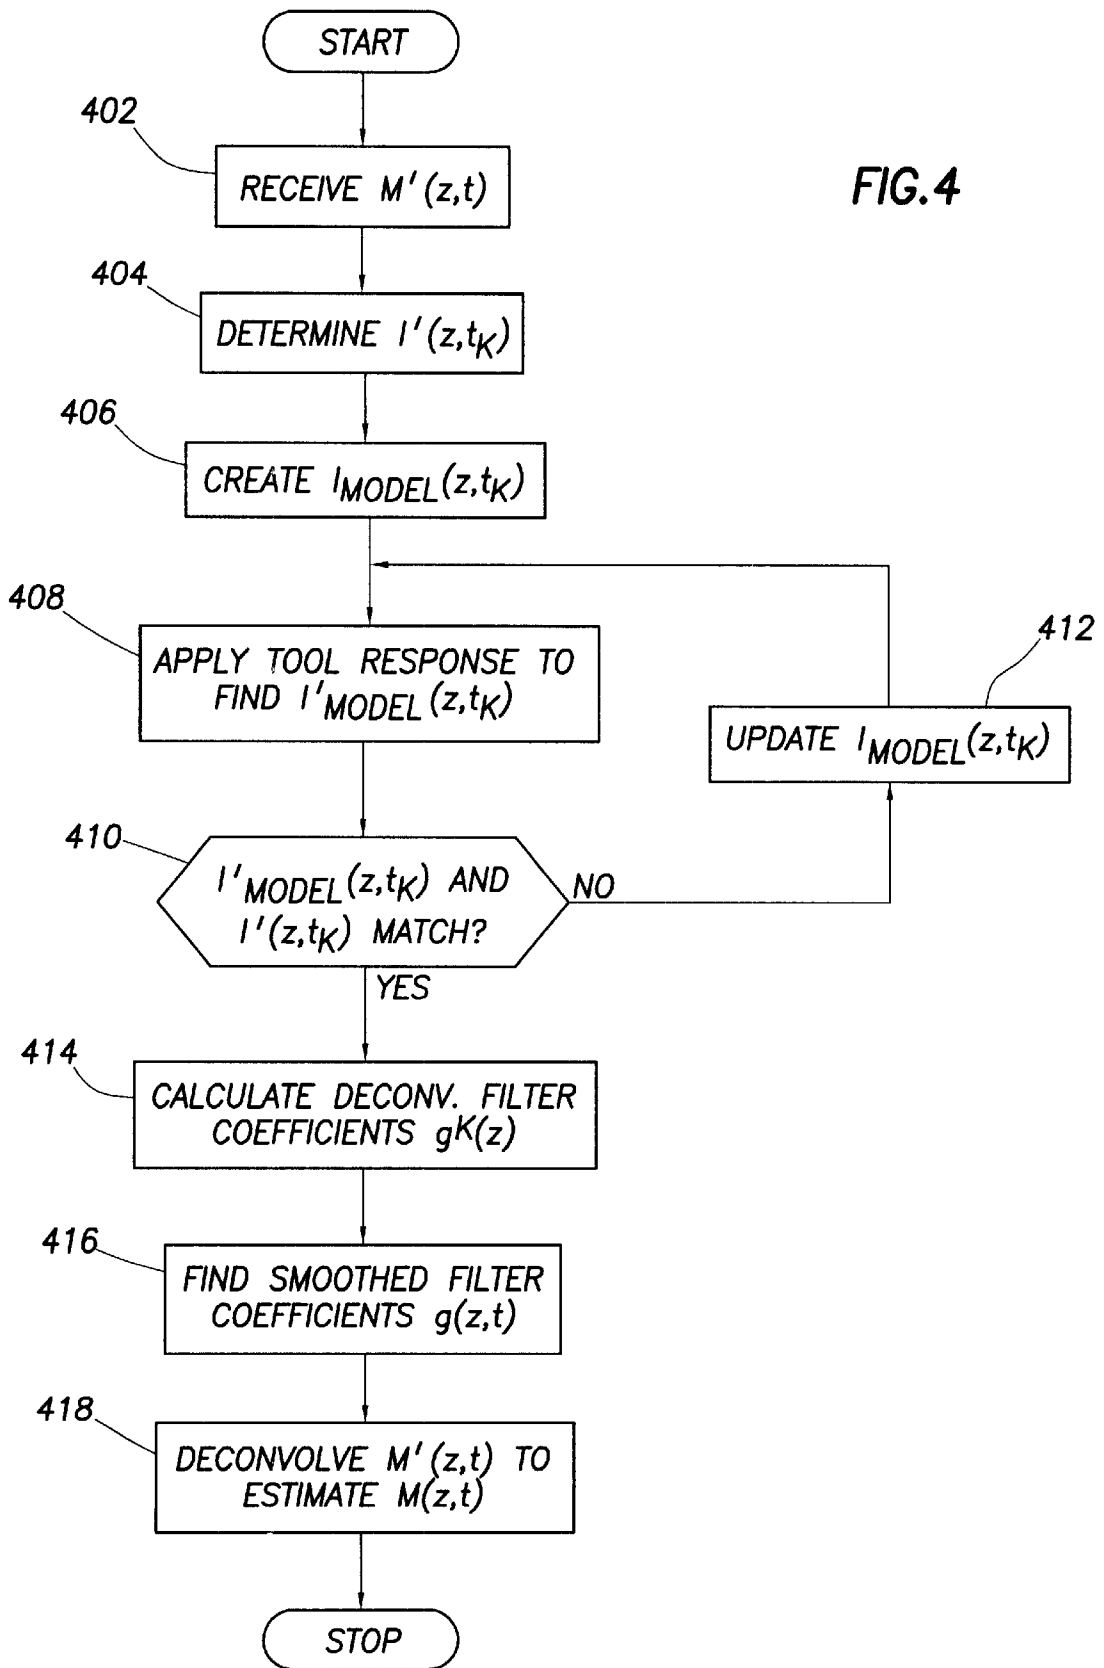 START
402
RECEIVE M'(z,t)
FIG.4
404
DETERMINE I'(z,tK)
406
CREATE IMODEL(z,tK)
408
APPLY TOOL RESPONSE TO
FIND I'MODEL(z,tK)
412
UPDATE IMODEL(z,tK)
410
I'MODEL(z,tK) AND
I'(z,tK) MATCH?
NO
YES
414
CALCULATE DECONV. FILTER
COEFFICIENTS gK(z)
416
FIND SMOOTHED FILTER
COEFFICIENTS g(z,t)
418
DECONVOLVE M'(z,t) TO
ESTIMATE M(z,t)
STOP